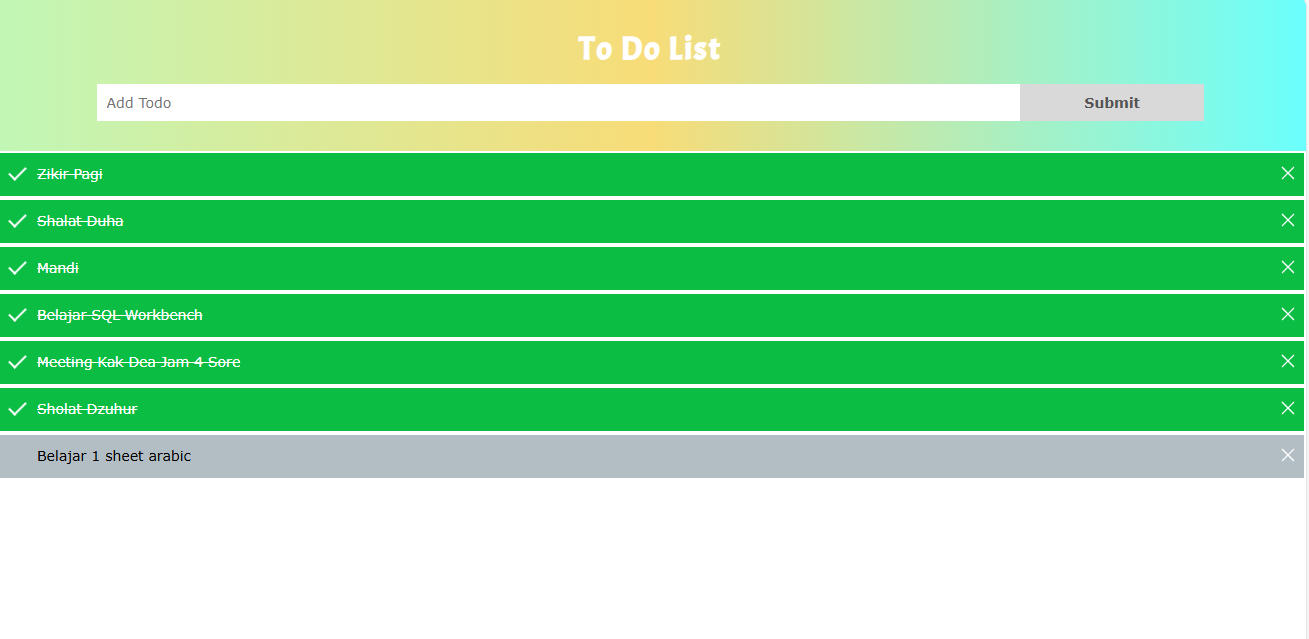 To Do List
Add Todo
Submit
Zikir Pagi
Shalat Duha
Mandi
Belajar SQL Workbench
Meeting Kak Dea Jam 4 Sore
Sholat Dzuhur
Belajar 1 sheet arabic